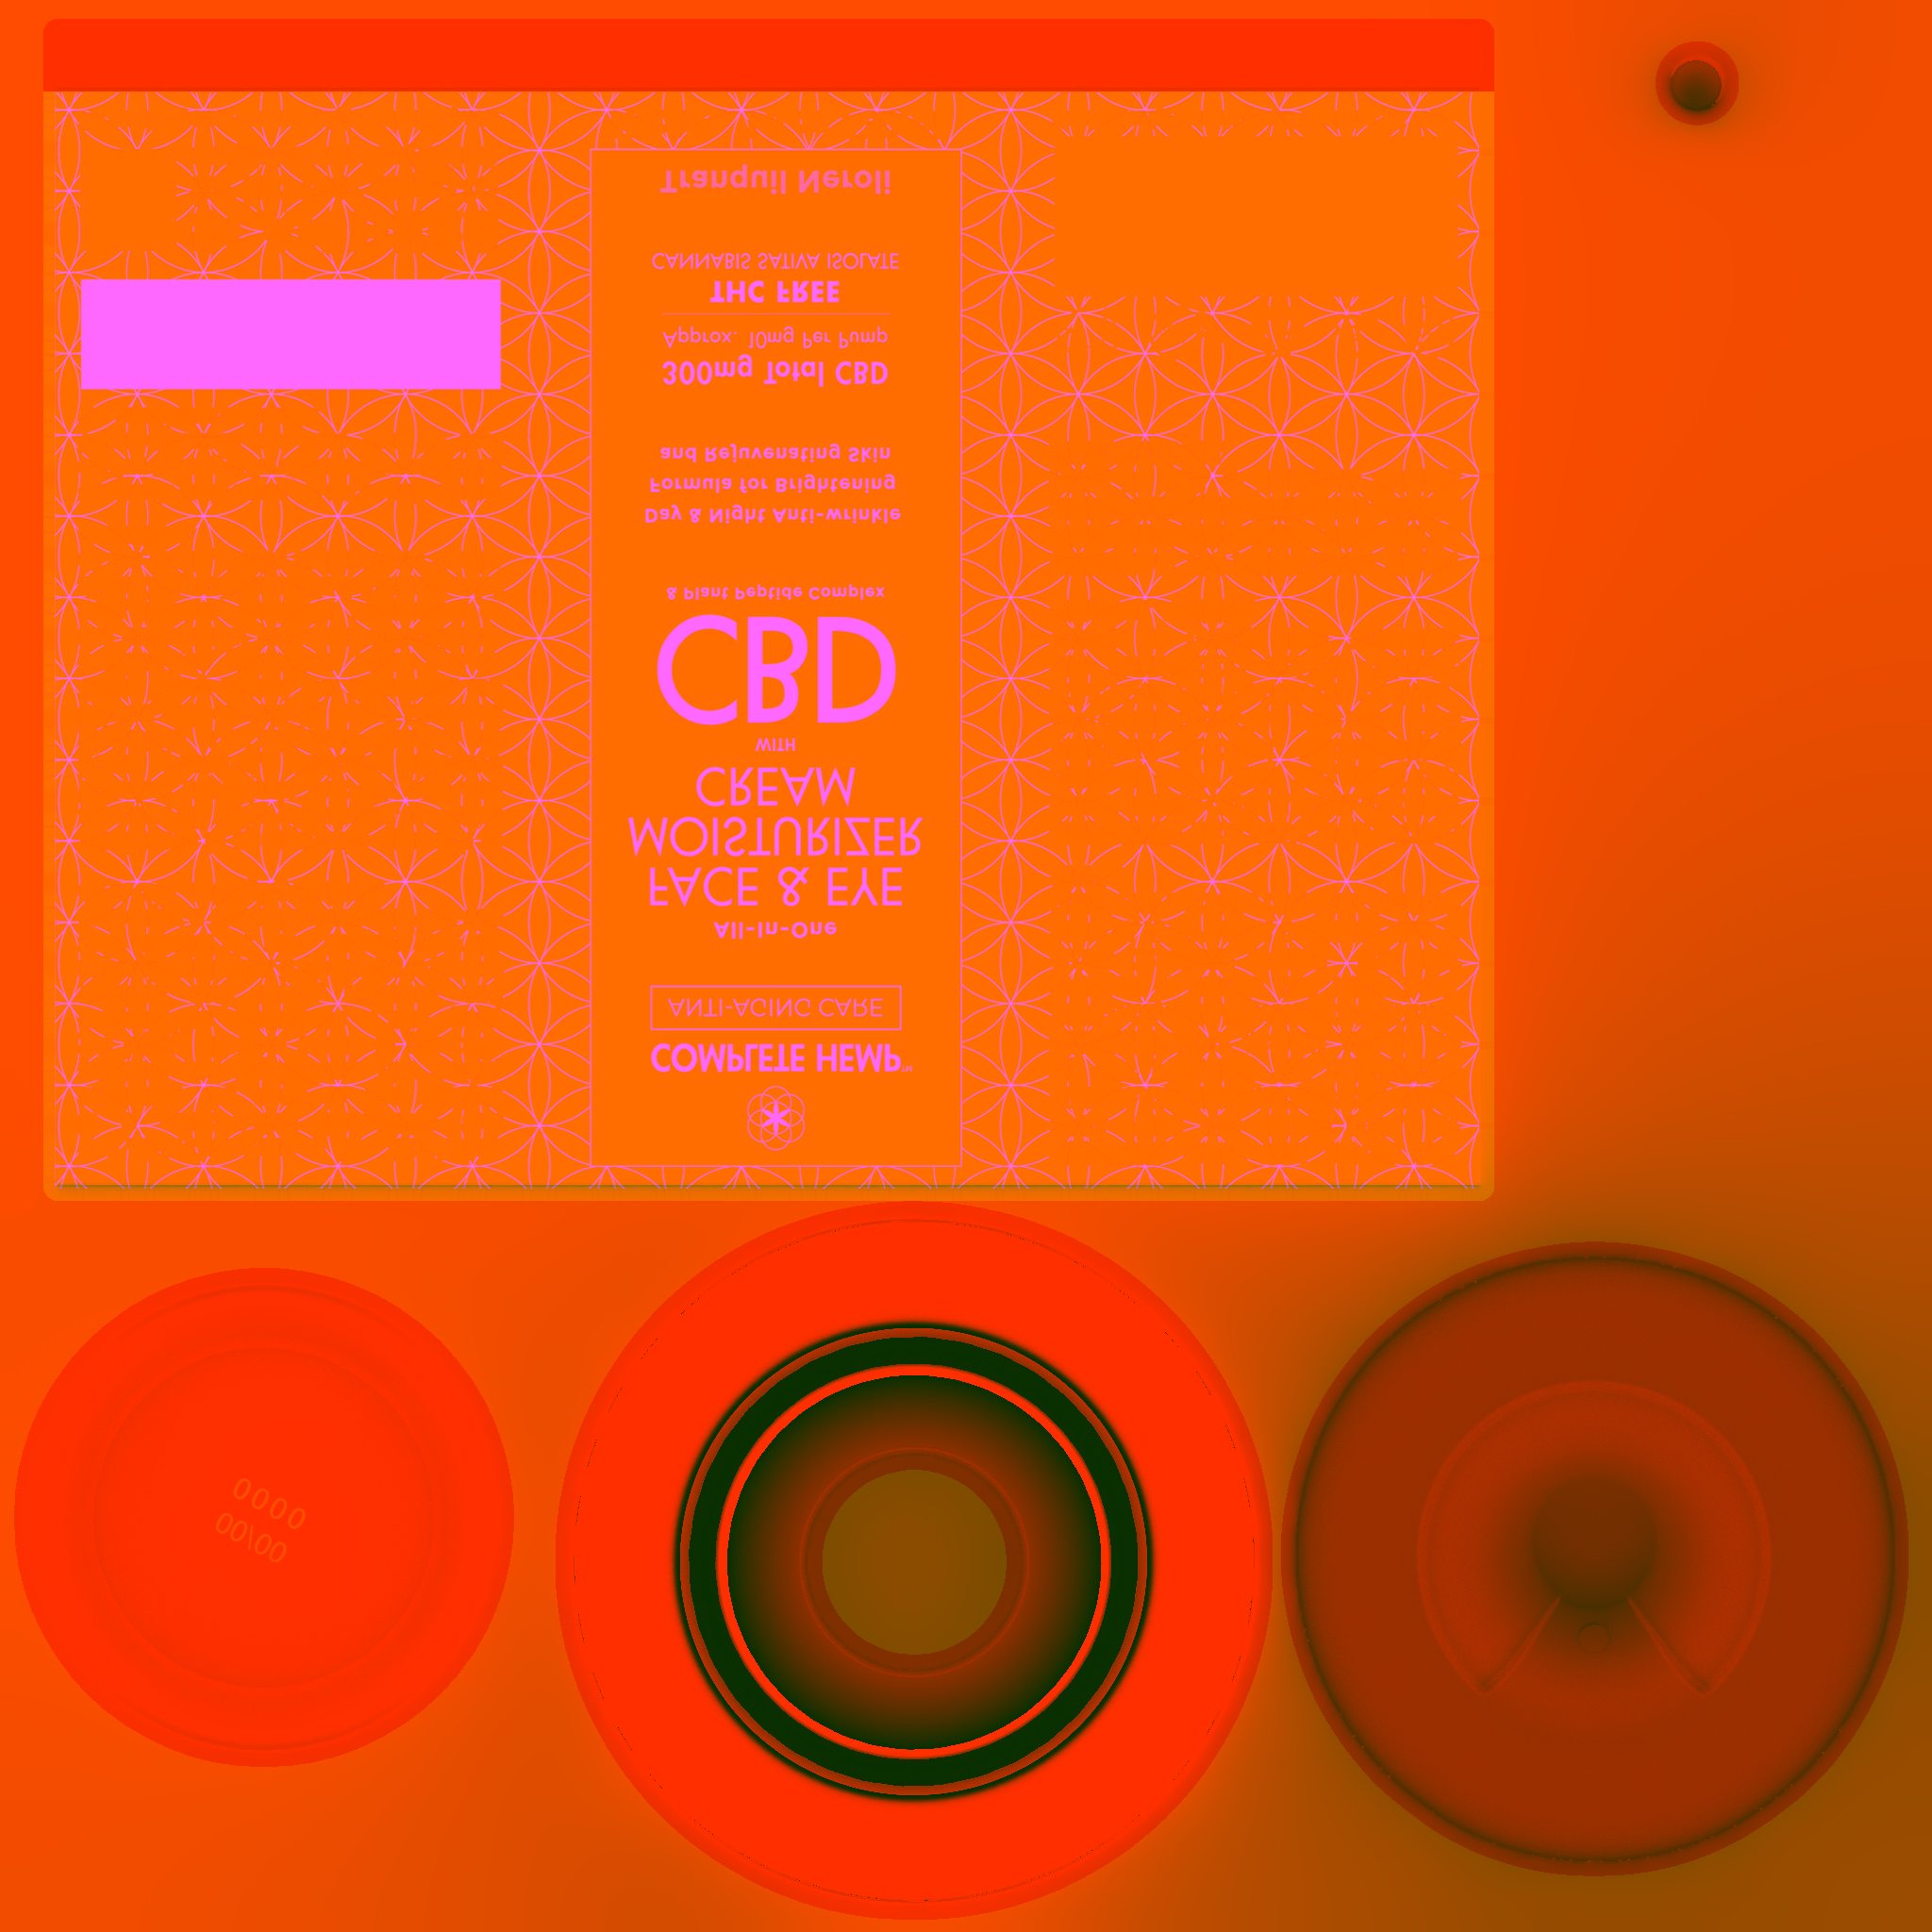 COMPLETE HEMP™
ANTI-AGING CARE
All-In-One
FACE & EYE
MOISTURIZER
CREAM
WITH
CBD
& Plant Peptide Complex
Day & Night Anti-wrinkle
Formula for Brightening
and Rejuvenating Skin
300mg Total CBD
Approx. 10mg Per Pump
THC FREE
CANNABIS SATIVA ISOLATE
Tranquil Neroli
00/00
0000